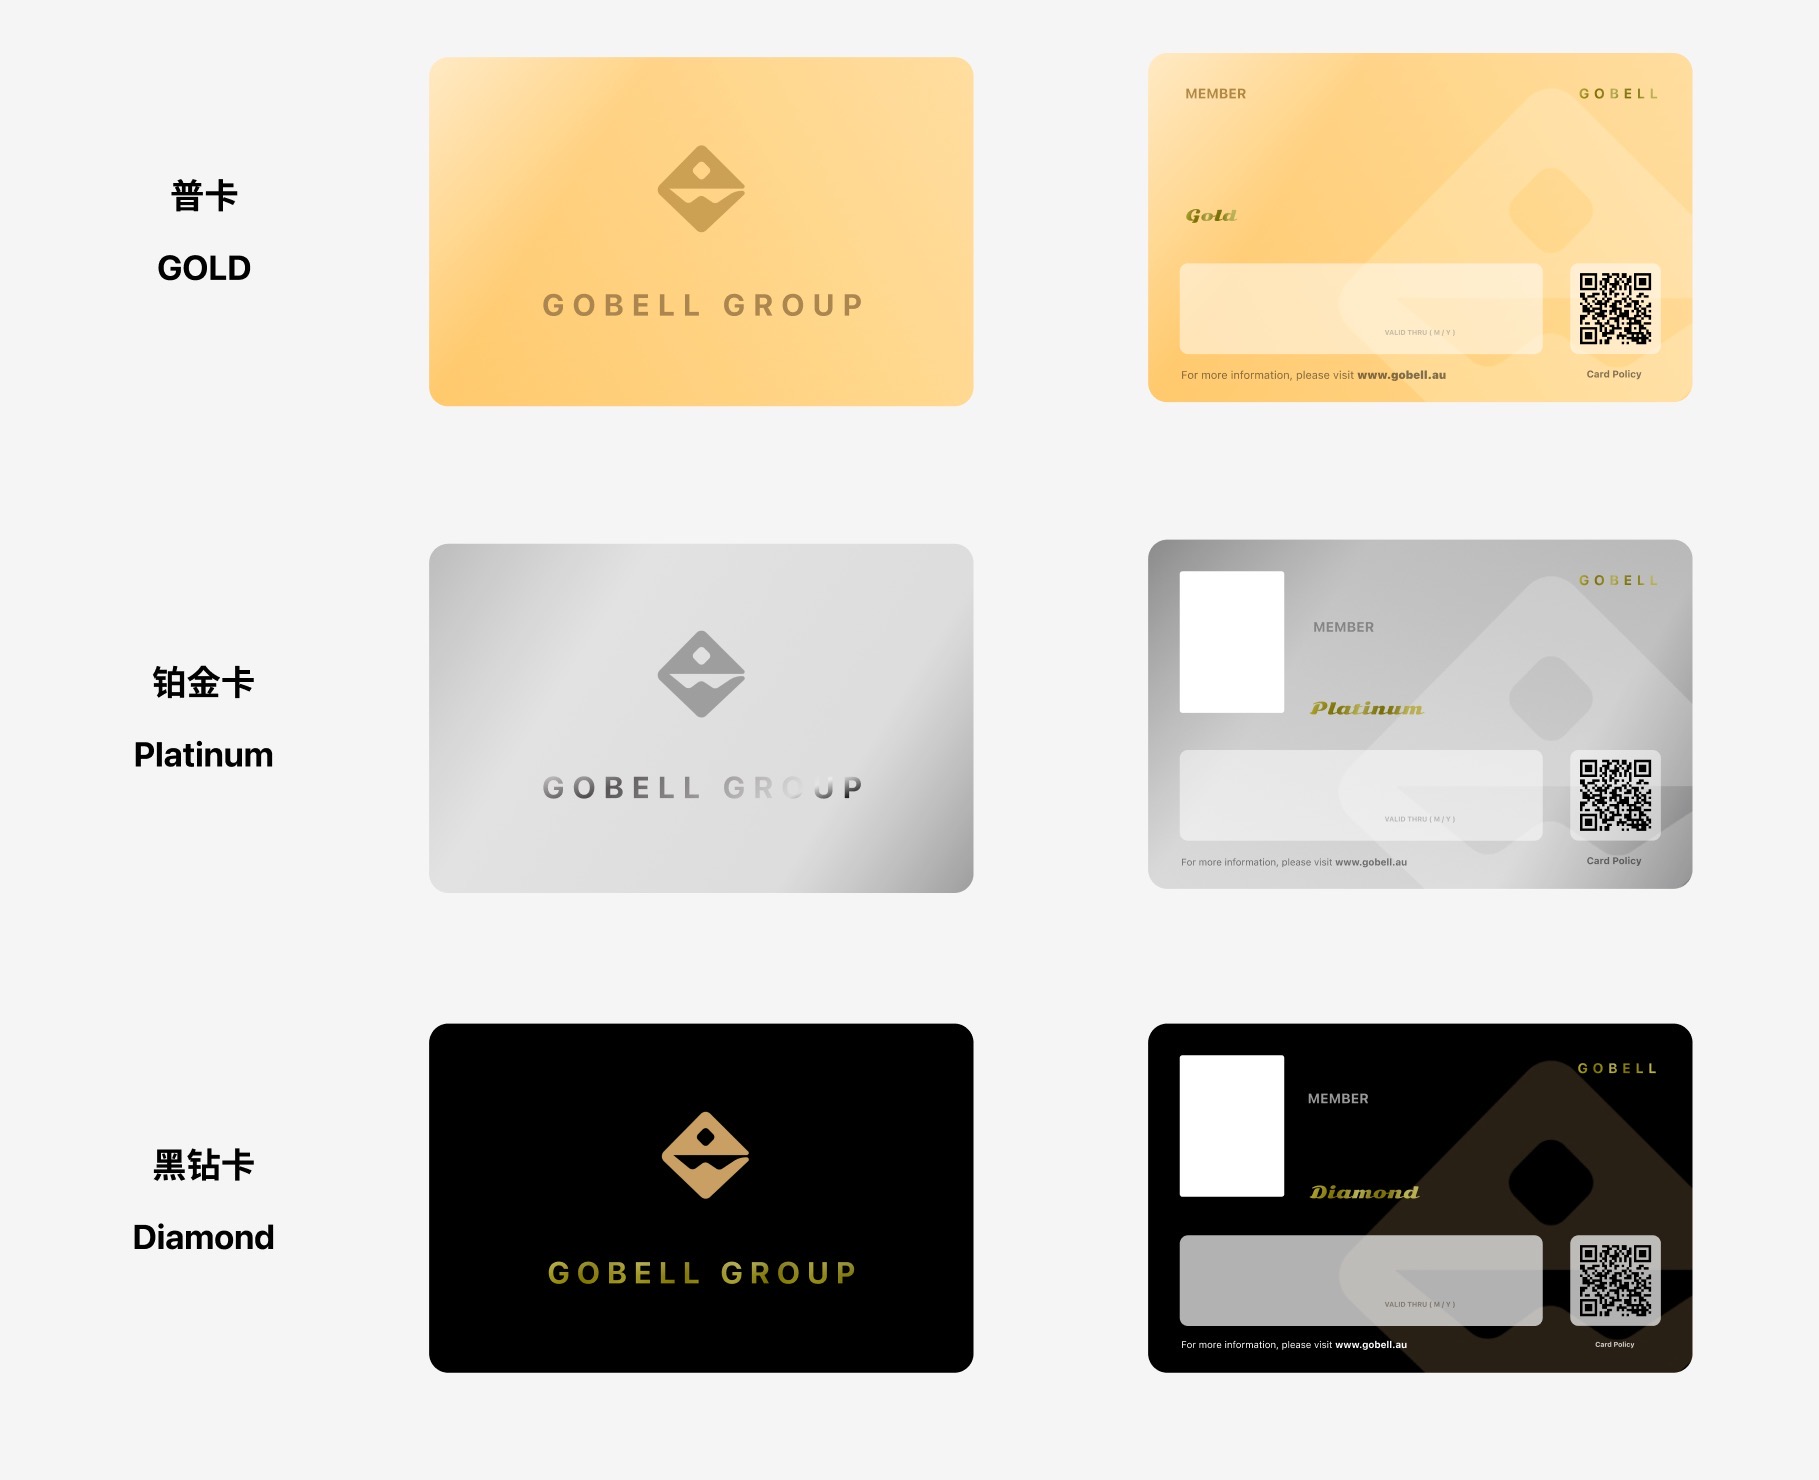 普卡
GOLD
GOBELL GROUP
MEMBER
GOBELL
Gold
VALID THRU ( M / Y )
For more information, please visit www.gobell.au
Card Policy
铂金卡
Platinum
GOBELL GROUP
GOBELL
MEMBER
Platinum
VALID THRU ( M / Y )
For more information, please visit www.gobell.au
Card Policy
黑钻卡
Diamond
GOBELL GROUP
GOBELL
MEMBER
Diamond
VALID THRU ( M / Y )
For more information, please visit www.gobell.au
Card Policy